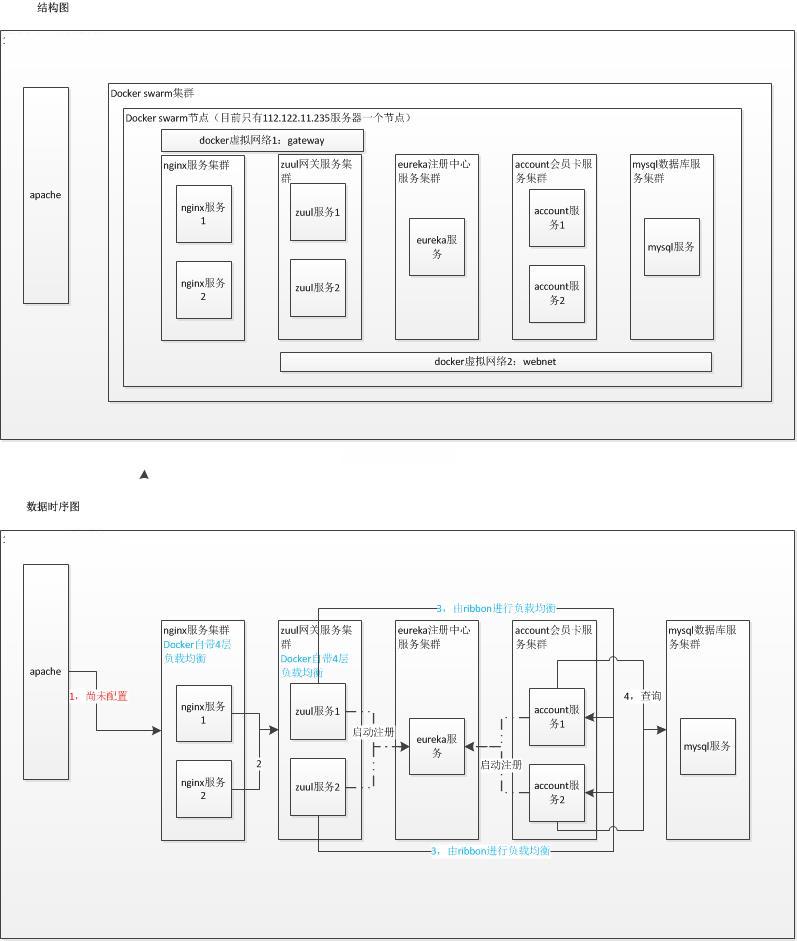 结构图
Docker swarm集群
Docker swarm节点（目前只有112.122.11.235服务器一个节点）
docker虚拟网络1：gateway
apache
nginx服务集群
nginx服务
1
nginx服务
2
zuul网关服务集
群
zuul服务1
zuul服务2
eureka注册中心
服务集群
eureka服
务
account会员卡服
务集群
account服
务1
account服
务2
mysql数据库服
务集群
mysql服务
docker虚拟网络2：webnet
数据时序图
apache
1，尚未配置
nginx服务集群
Docker自带4层
负载均衡
nginx服务
1
nginx服务
2
2
zuul网关服务集
群
Docker自带4层
负载均衡
zuul服务1
zuul服务2
3，由ribbon进行负载均衡
启动注册
eureka注册中心
服务集群
eureka服
务
启动注册
account会员卡服
务集群
account服
务1
account服
务2
4，查询
mysql数据库服
务集群
mysql服务
3，由ribbon进行负载均衡